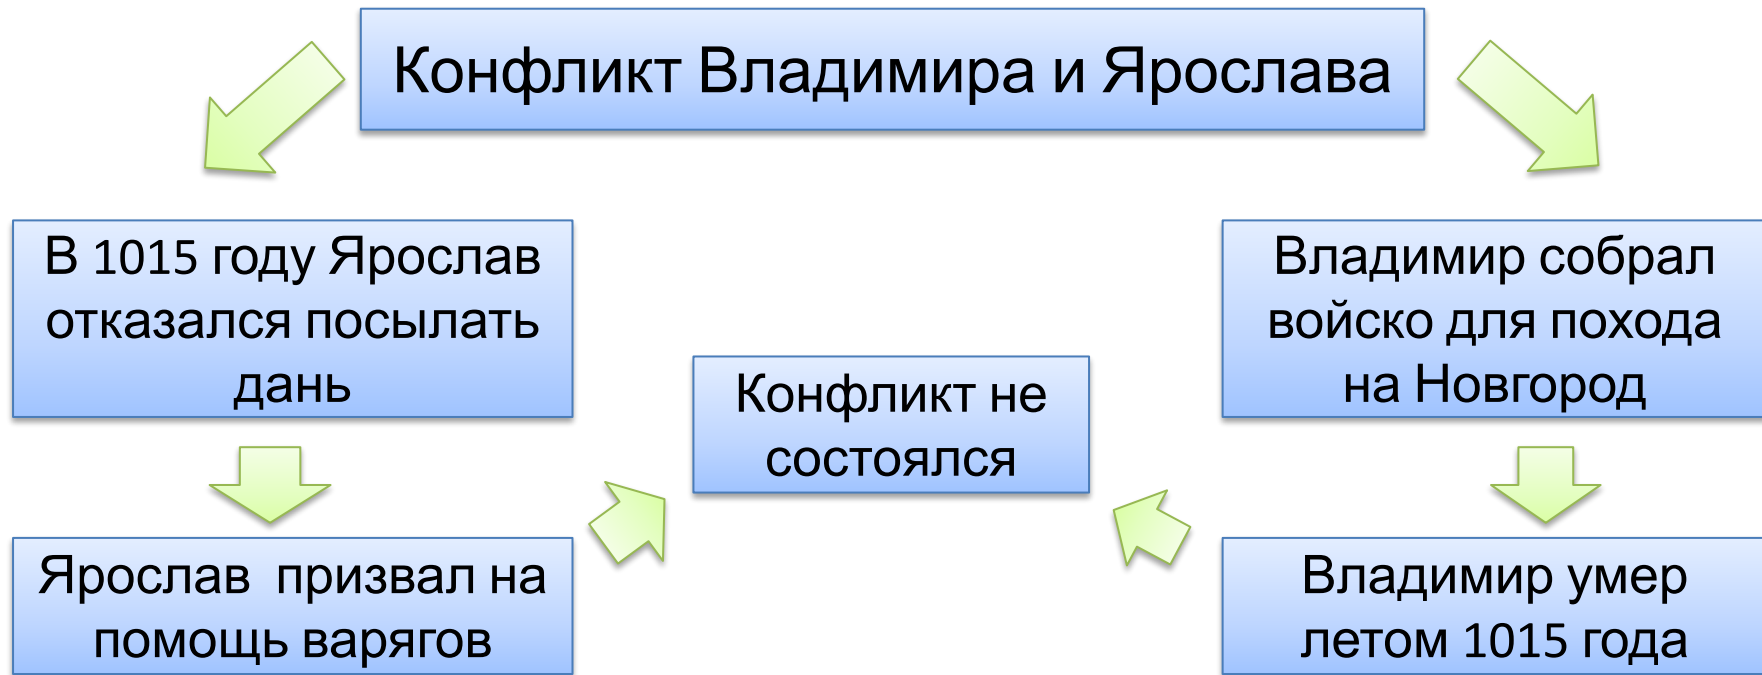 Конфликт Владимира и Ярослава
В 1015 году Ярослав
отказался посылать
дань
Владимир собрал
войско для похода
на Новгород
Конфликт не
состоялся
Ярослав призвал на
помощь варягов
Владимир умер
летом 1015 года